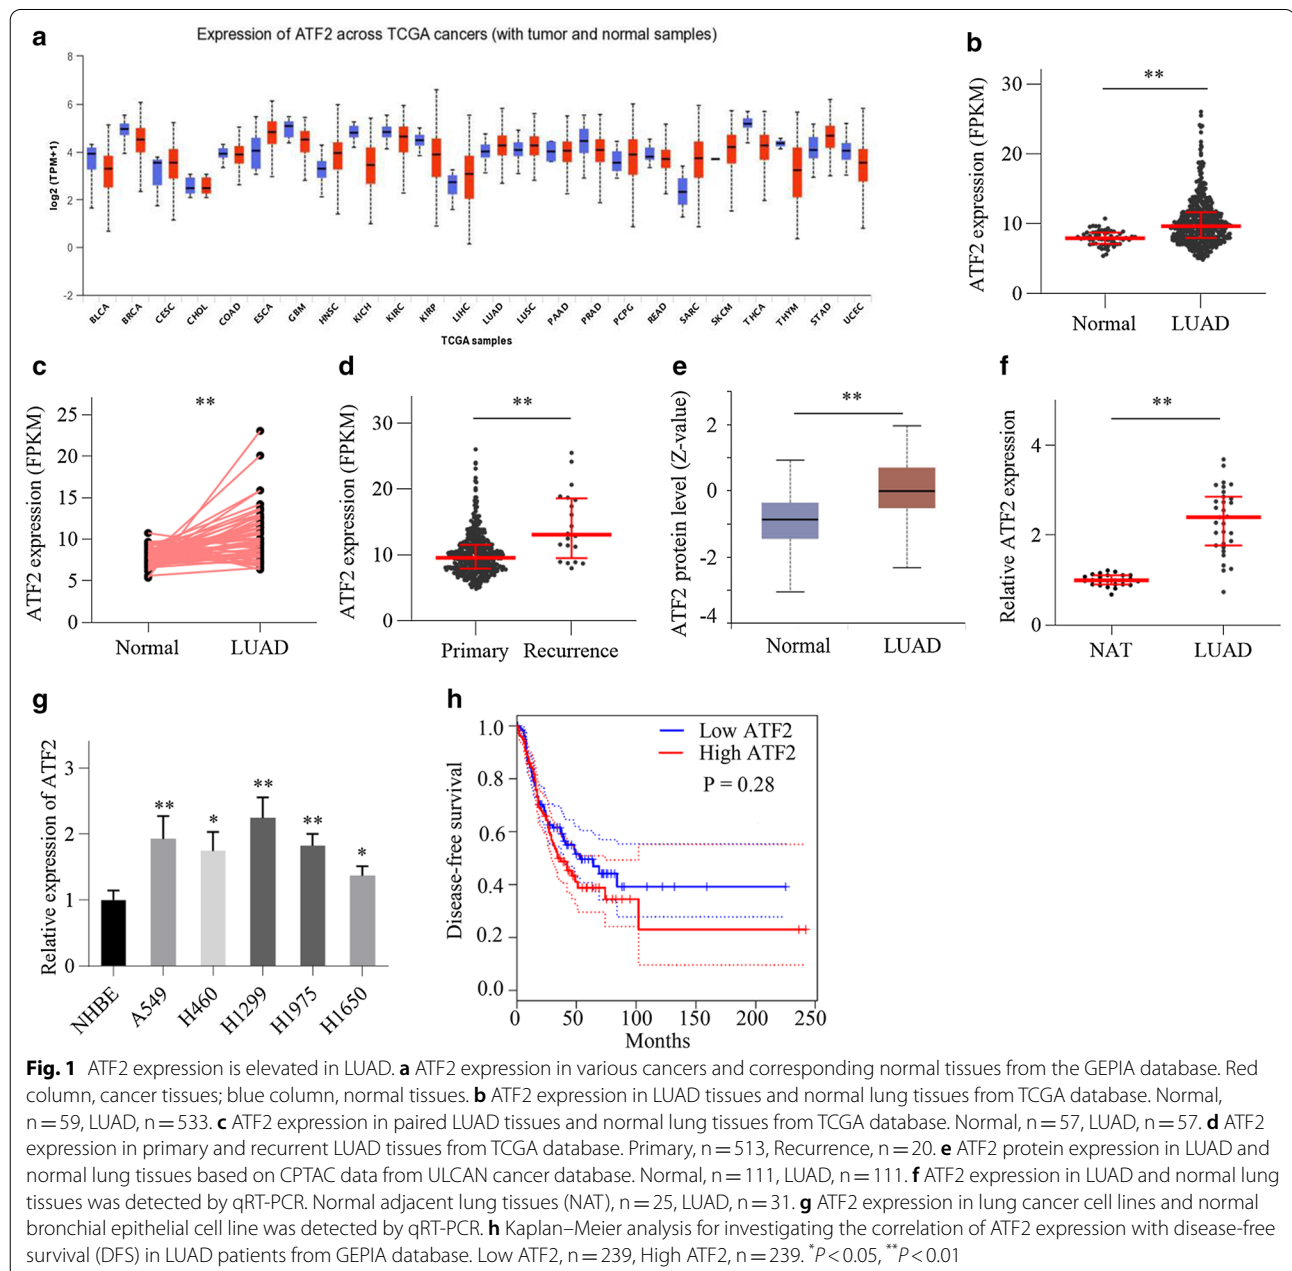 a
Expression of ATF2 across TCGA cancers (with tumor and normal samples)
log2 (TPM+1)
8
6
4
2
0
-2
BLCA
BRCA
CESC
CHOL
COAD
ESCA
GBM
HNSC
KICH
KIRC
KIRP
LIHC
LUAD
LUSC
PAAD
PRAD
PCPG
READ
SARC
SKCM
THCA
THYM
STAD
UCEC
TCGA samples
b
ATF2 expression (FPKM)
30
20
10
0
**
Normal LUAD
c
ATF2 expression (FPKM)
25
20
15
10
5
0
**
Normal LUAD
d
ATF2 expression (FPKM)
30
20
10
0
**
Primary Recurrence
e
ATF2 protein level (Z-value)
2
0
-2
-4
**
Normal LUAD
f
Relative ATF2 expression
4
2
0
**
NAT LUAD
g
Relative expression of ATF2
3
2
1
0
**
*
**
**
*
NHBE
A549
H460
H1299
H1975
H1650
h
Disease-free survival
1.0
0.8
0.6
0.4
0.2
0.0
Low ATF2
High ATF2
P = 0.28
0 50 100 150 200 250
Months
Fig. 1 ATF2 expression is elevated in LUAD. a ATF2 expression in various cancers and corresponding normal tissues from the GEPIA database. Red
column, cancer tissues; blue column, normal tissues. b ATF2 expression in LUAD tissues and normal lung tissues from TCGA database. Normal,
n = 59, LUAD, n = 533. c ATF2 expression in paired LUAD tissues and normal lung tissues from TCGA database. Normal, n = 57, LUAD, n = 57. d ATF2
expression in primary and recurrent LUAD tissues from TCGA database. Primary, n = 513, Recurrence, n = 20. e ATF2 protein expression in LUAD and
normal lung tissues based on CPTAC data from ULCAN cancer database. Normal, n = 111, LUAD, n = 111. f ATF2 expression in LUAD and normal lung
tissues was detected by qRT-PCR. Normal adjacent lung tissues (NAT), n = 25, LUAD, n = 31. g ATF2 expression in lung cancer cell lines and normal
bronchial epithelial cell line was detected by qRT-PCR. h Kaplan–Meier analysis for investigating the correlation of ATF2 expression with disease-free
survival (DFS) in LUAD patients from GEPIA database. Low ATF2, n = 239, High ATF2, n = 239. *P < 0.05, **P < 0.01